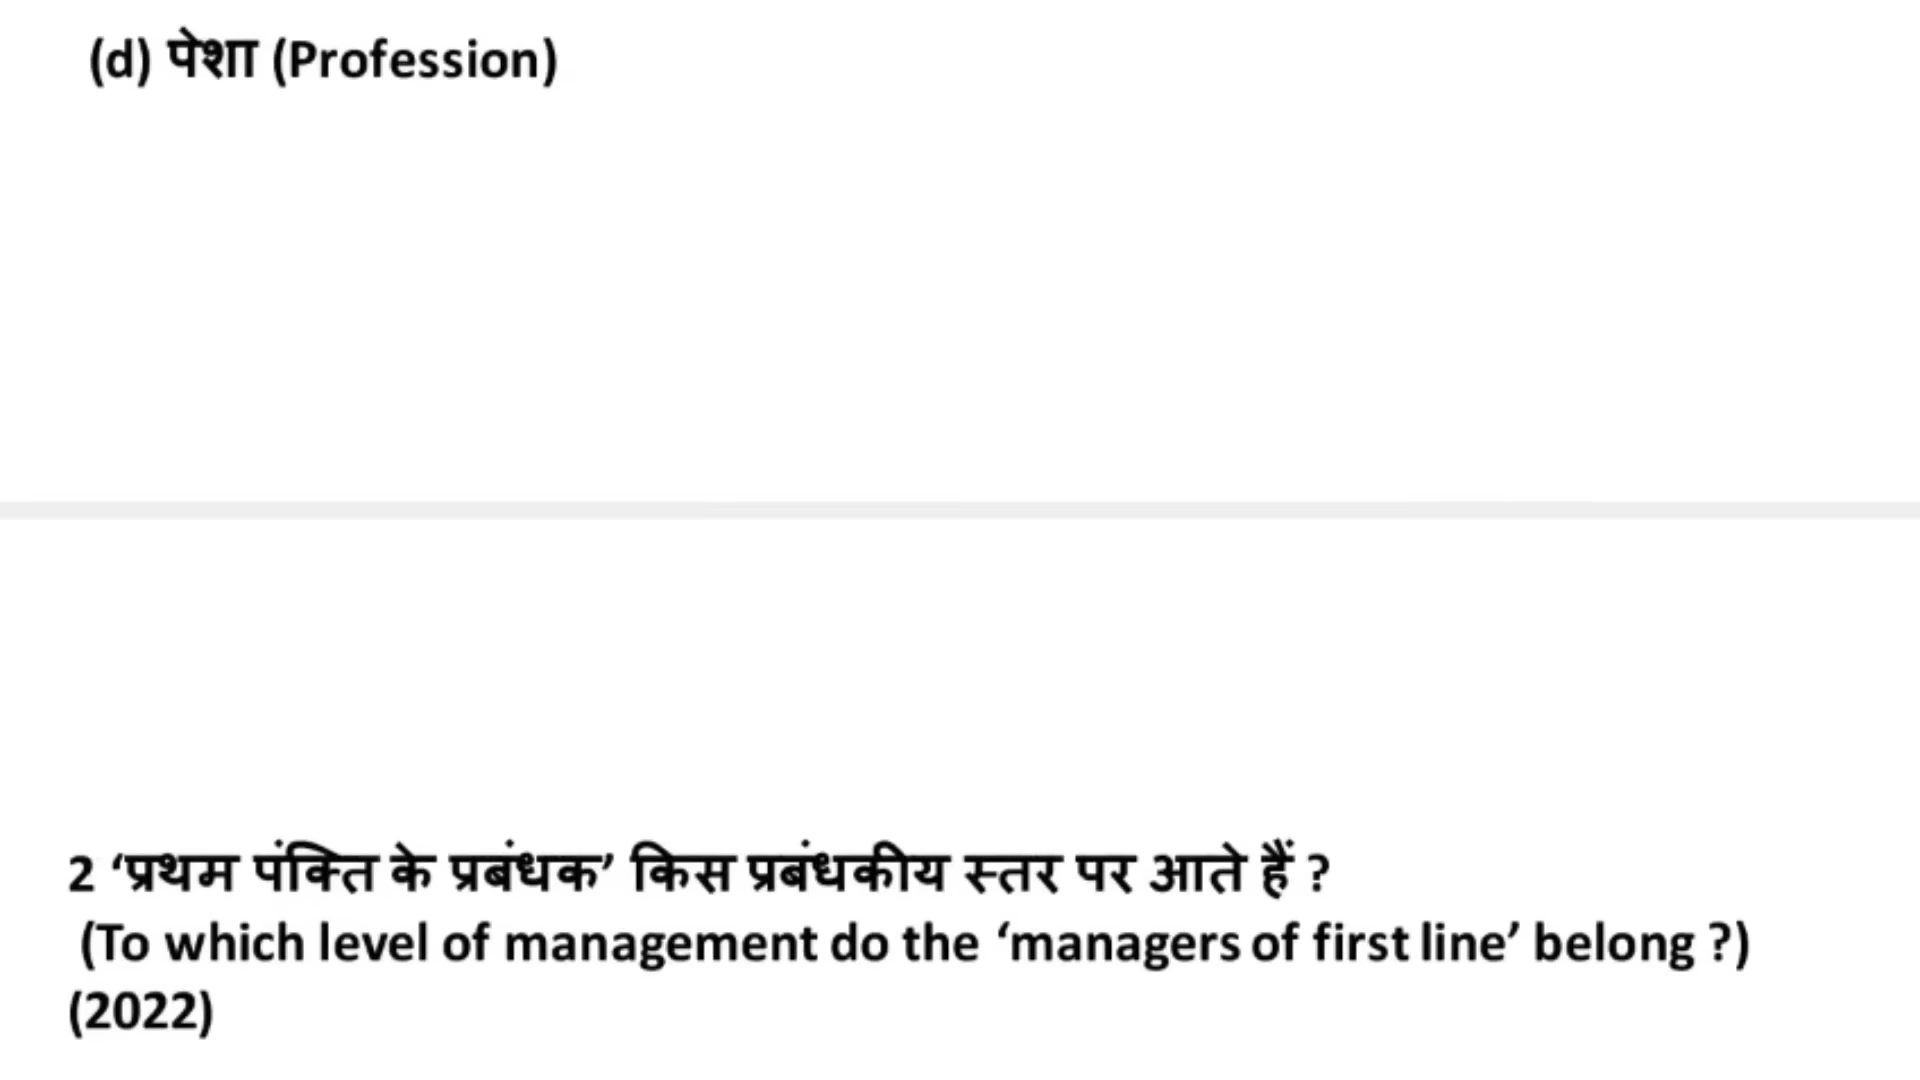 (d) पेशा (Profession)
2 ‘प्रथम पंक्ति के प्रबंधक’ किस प्रबंधकीय स्तर पर आते हैं ?
(To which level of management do the ‘managers of first line’ belong ?)
(2022)